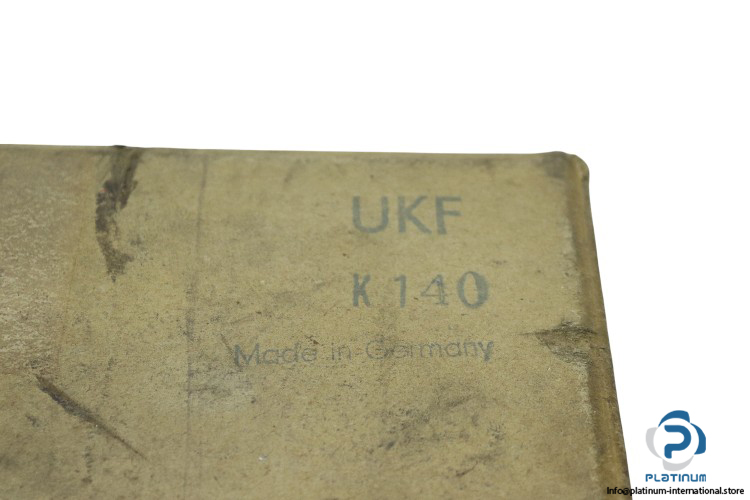 UKF
K 140
Made in Germany
PLATINUM
Info@platinum-international.store